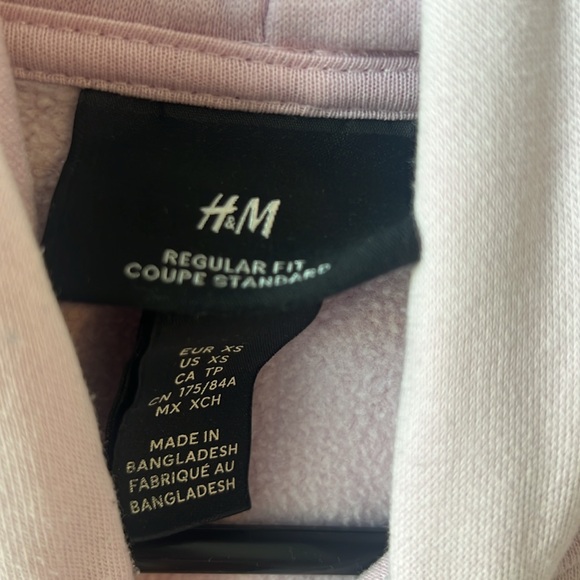 H&M
REGULAR FIT
COUPE STANDARD
EUR XS
US XS
CA TP
CN 175/84A
MX XCH
MADE IN
BANGLADESH
FABRIQUÉ AU
BANGLADESH